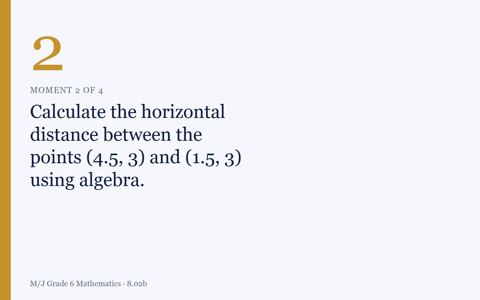 2
MOMENT 2 OF 4
Calculate the horizontal
distance between the
points (4.5, 3) and (1.5, 3)
using algebra.
M/J Grade 6 Mathematics · 8.02b